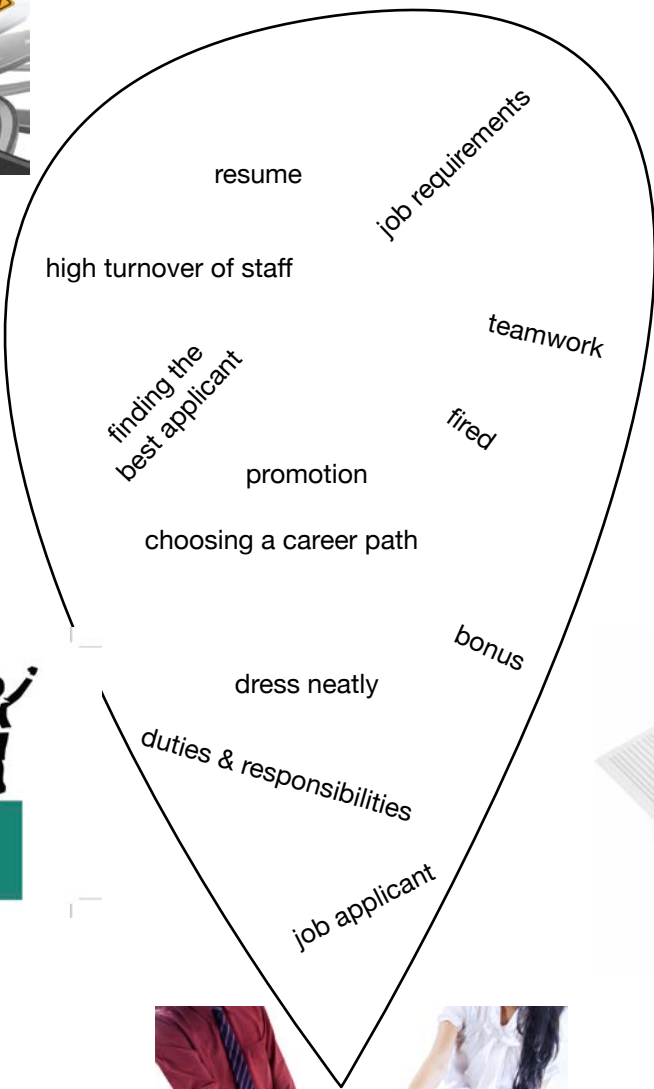 resume
job requirements
high turnover of staff
teamwork
finding the
best applicant
fired
promotion
choosing a career path
bonus
dress neatly
duties & responsibilities
job applicant